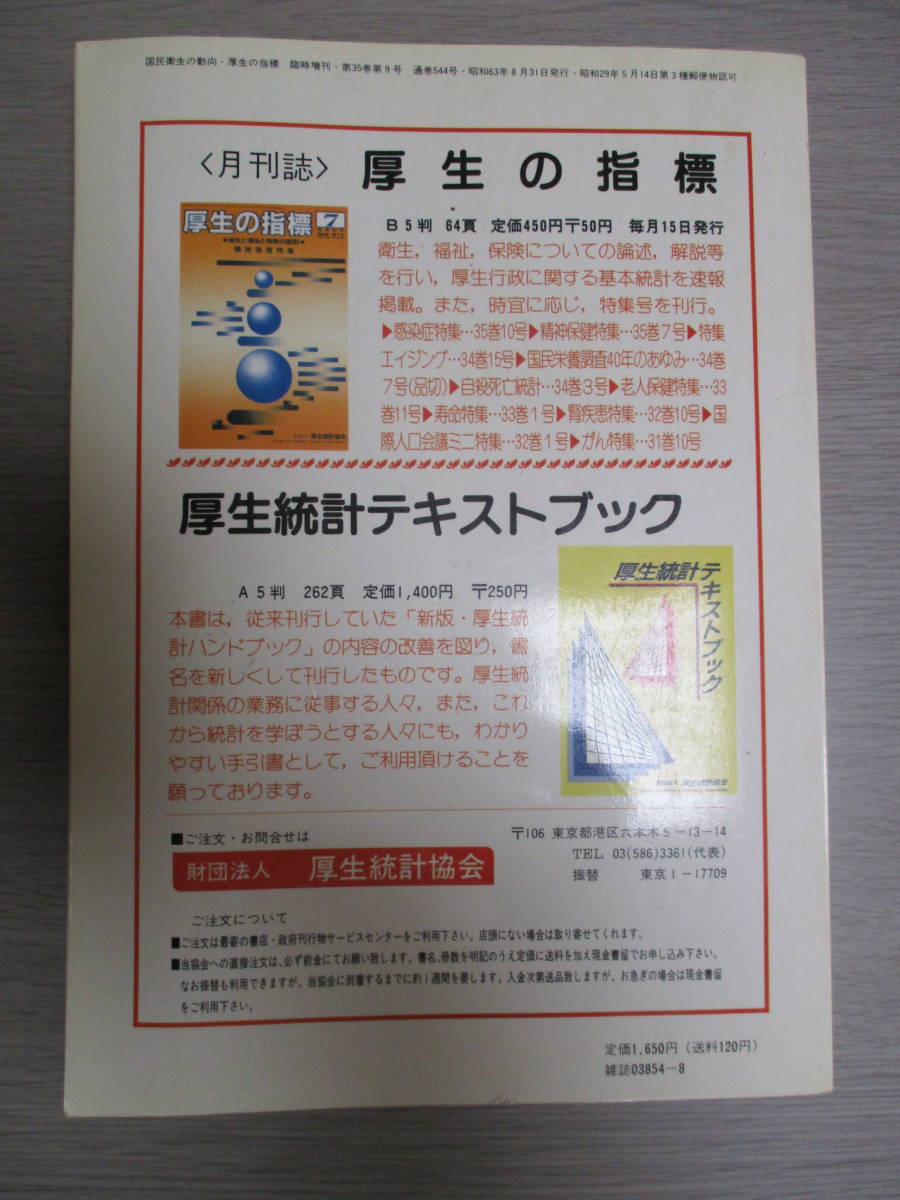 国民衛生の動向・厚生の指標　臨時増刊・第35巻第9号　通巻544号・昭和63年8月31日発行・昭和29年5月14日第3種郵便物認可
〈月刊誌〉　厚生の指標
厚生の指標 7
●衛生と福祉と保険の統計●
精神保健特集
厚生統計協会
B5判　64頁　定価450円〒50円　毎月15日発行
衛生，福祉，保険についての論述，解説等
を行い，厚生行政に関する基本統計を速報
掲載。また，時宜に応じ，特集号を刊行。
▶感染症特集…35巻10号▶精神保健特集…35巻7号▶特集
エイジング…34巻15号▶国民栄養調査40年のあゆみ…34巻
7号(品切)▶自殺死亡統計…34巻3号▶老人保健特集…33
巻11号▶寿命特集…33巻1号▶腎疾患特集…32巻10号▶国
際人口会議ミニ特集…32巻1号▶がん特集…31巻10号
厚生統計テキストブック
A5判　262頁　定価1,400円　〒250円
本書は，従来刊行していた「新版・厚生統
計ハンドブック」の内容の改善を図り，書
名を新しくして刊行したものです。厚生統
計関係の業務に従事する人々，また，これ
から統計を学ぼうとする人々にも，わかり
やすい手引書として，ご利用頂けることを
願っております。
厚生統計テキストブック
財団法人 厚生統計協会
■ご注文・お問合せは
財団法人　厚生統計協会
〒106 東京都港区六本木5－13－14
TEL 03(586)3361(代表)
振替　東京1－17709
ご注文について
■ご注文は最寄の書店・政府刊行物サービスセンターをご利用下さい。店頭にない場合は取り寄せてくれます。
■当協会への直接注文は、必ず前金にてお願い致します。書名、冊数を明記のうえ定価に送料を加え現金書留でお申し込み下さい。
なお振替も利用できますが、当協会に到着するまでに約1週間を要します。入金次第送品致しますが、お急ぎの場合は現金書留
をご利用下さい。
定価1,650円（送料120円）
雑誌03854－8